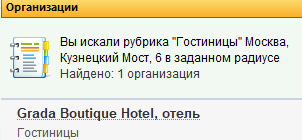 Организации
Вы искали рубрика "Гостиницы" Москва,
Кузнецкий Мост, 6 в заданном радиусе
Найдено: 1 организация
Grada Boutique Hotel, отель
Гостиницы